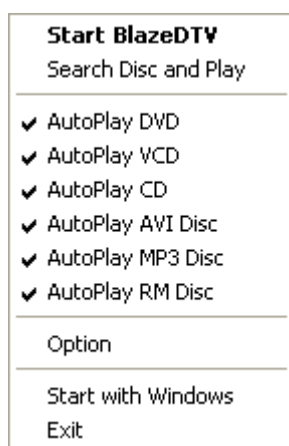 Start BlazeDTV
Search Disc and Play
AutoPlay DVD
AutoPlay VCD
AutoPlay CD
AutoPlay AVI Disc
AutoPlay MP3 Disc
AutoPlay RM Disc
Option
Start with Windows
Exit